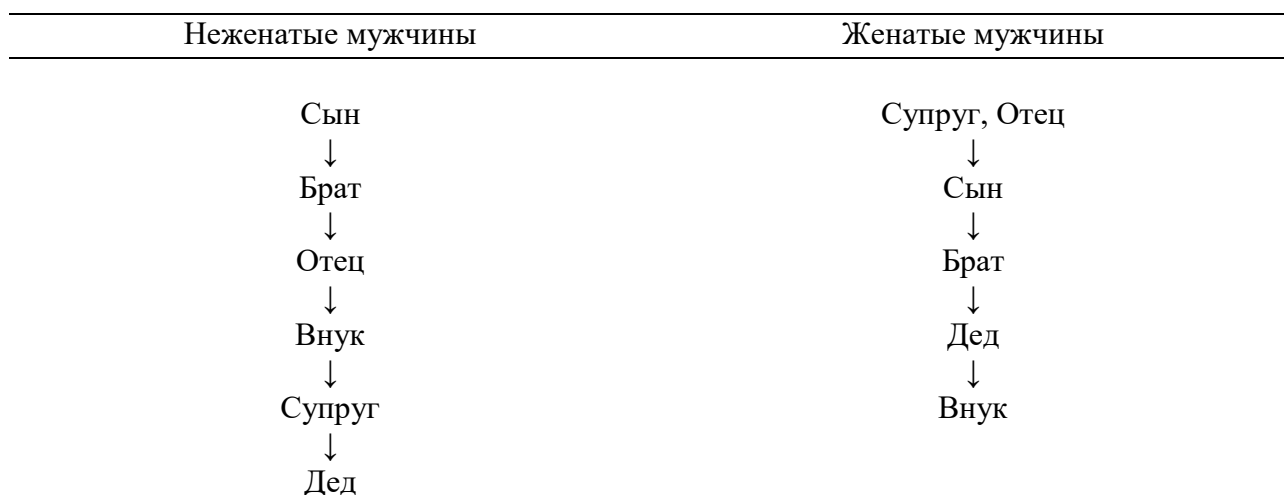 Неженатые мужчины Женатые мужчины
Сын Супруг, Отец
↓ ↓
Брат Сын
↓ ↓
Отец Брат
↓ ↓
Внук Дед
↓ ↓
Супруг Внук
↓
Дед